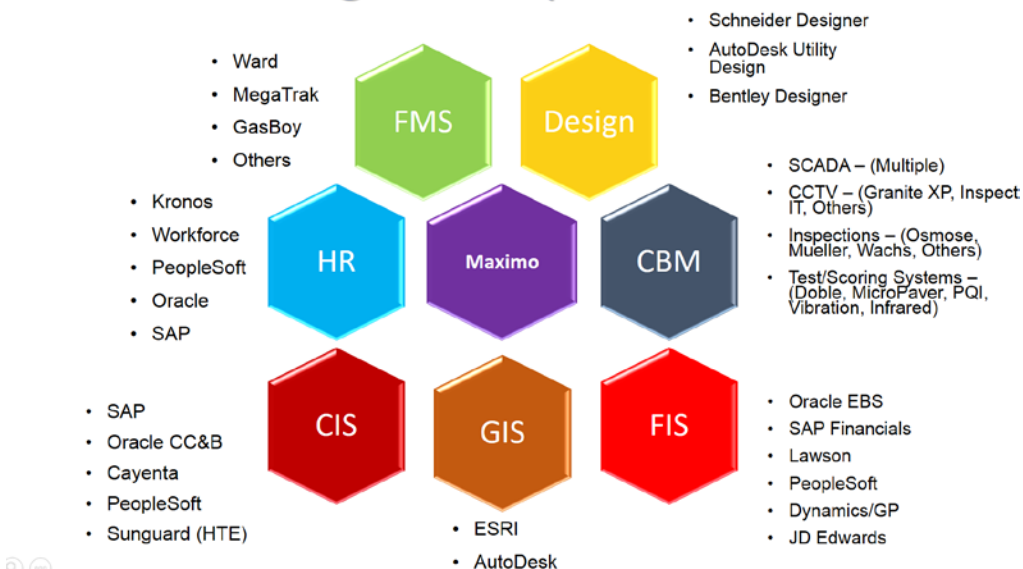 • Schneider Designer
• AutoDesk Utility
Design
• Bentley Designer
• Ward
• MegaTrak
• GasBoy
• Others
FMS
Design
• SCADA – (Multiple)
• CCTV – (Granite XP, Inspect
IT, Others)
• Inspections – (Osmose,
Mueller, Wachs, Others)
• Test/Scoring Systems –
(Doble, MicroPaver, PQI,
Vibration, Infrared)
• Kronos
• Workforce
• PeopleSoft
• Oracle
• SAP
HR
Maximo
CBM
• SAP
• Oracle CC&B
• Cayenta
• PeopleSoft
• Sunguard (HTE)
CIS
GIS
FIS
• Oracle EBS
• SAP Financials
• Lawson
• PeopleSoft
• Dynamics/GP
• JD Edwards
• ESRI
• AutoDesk